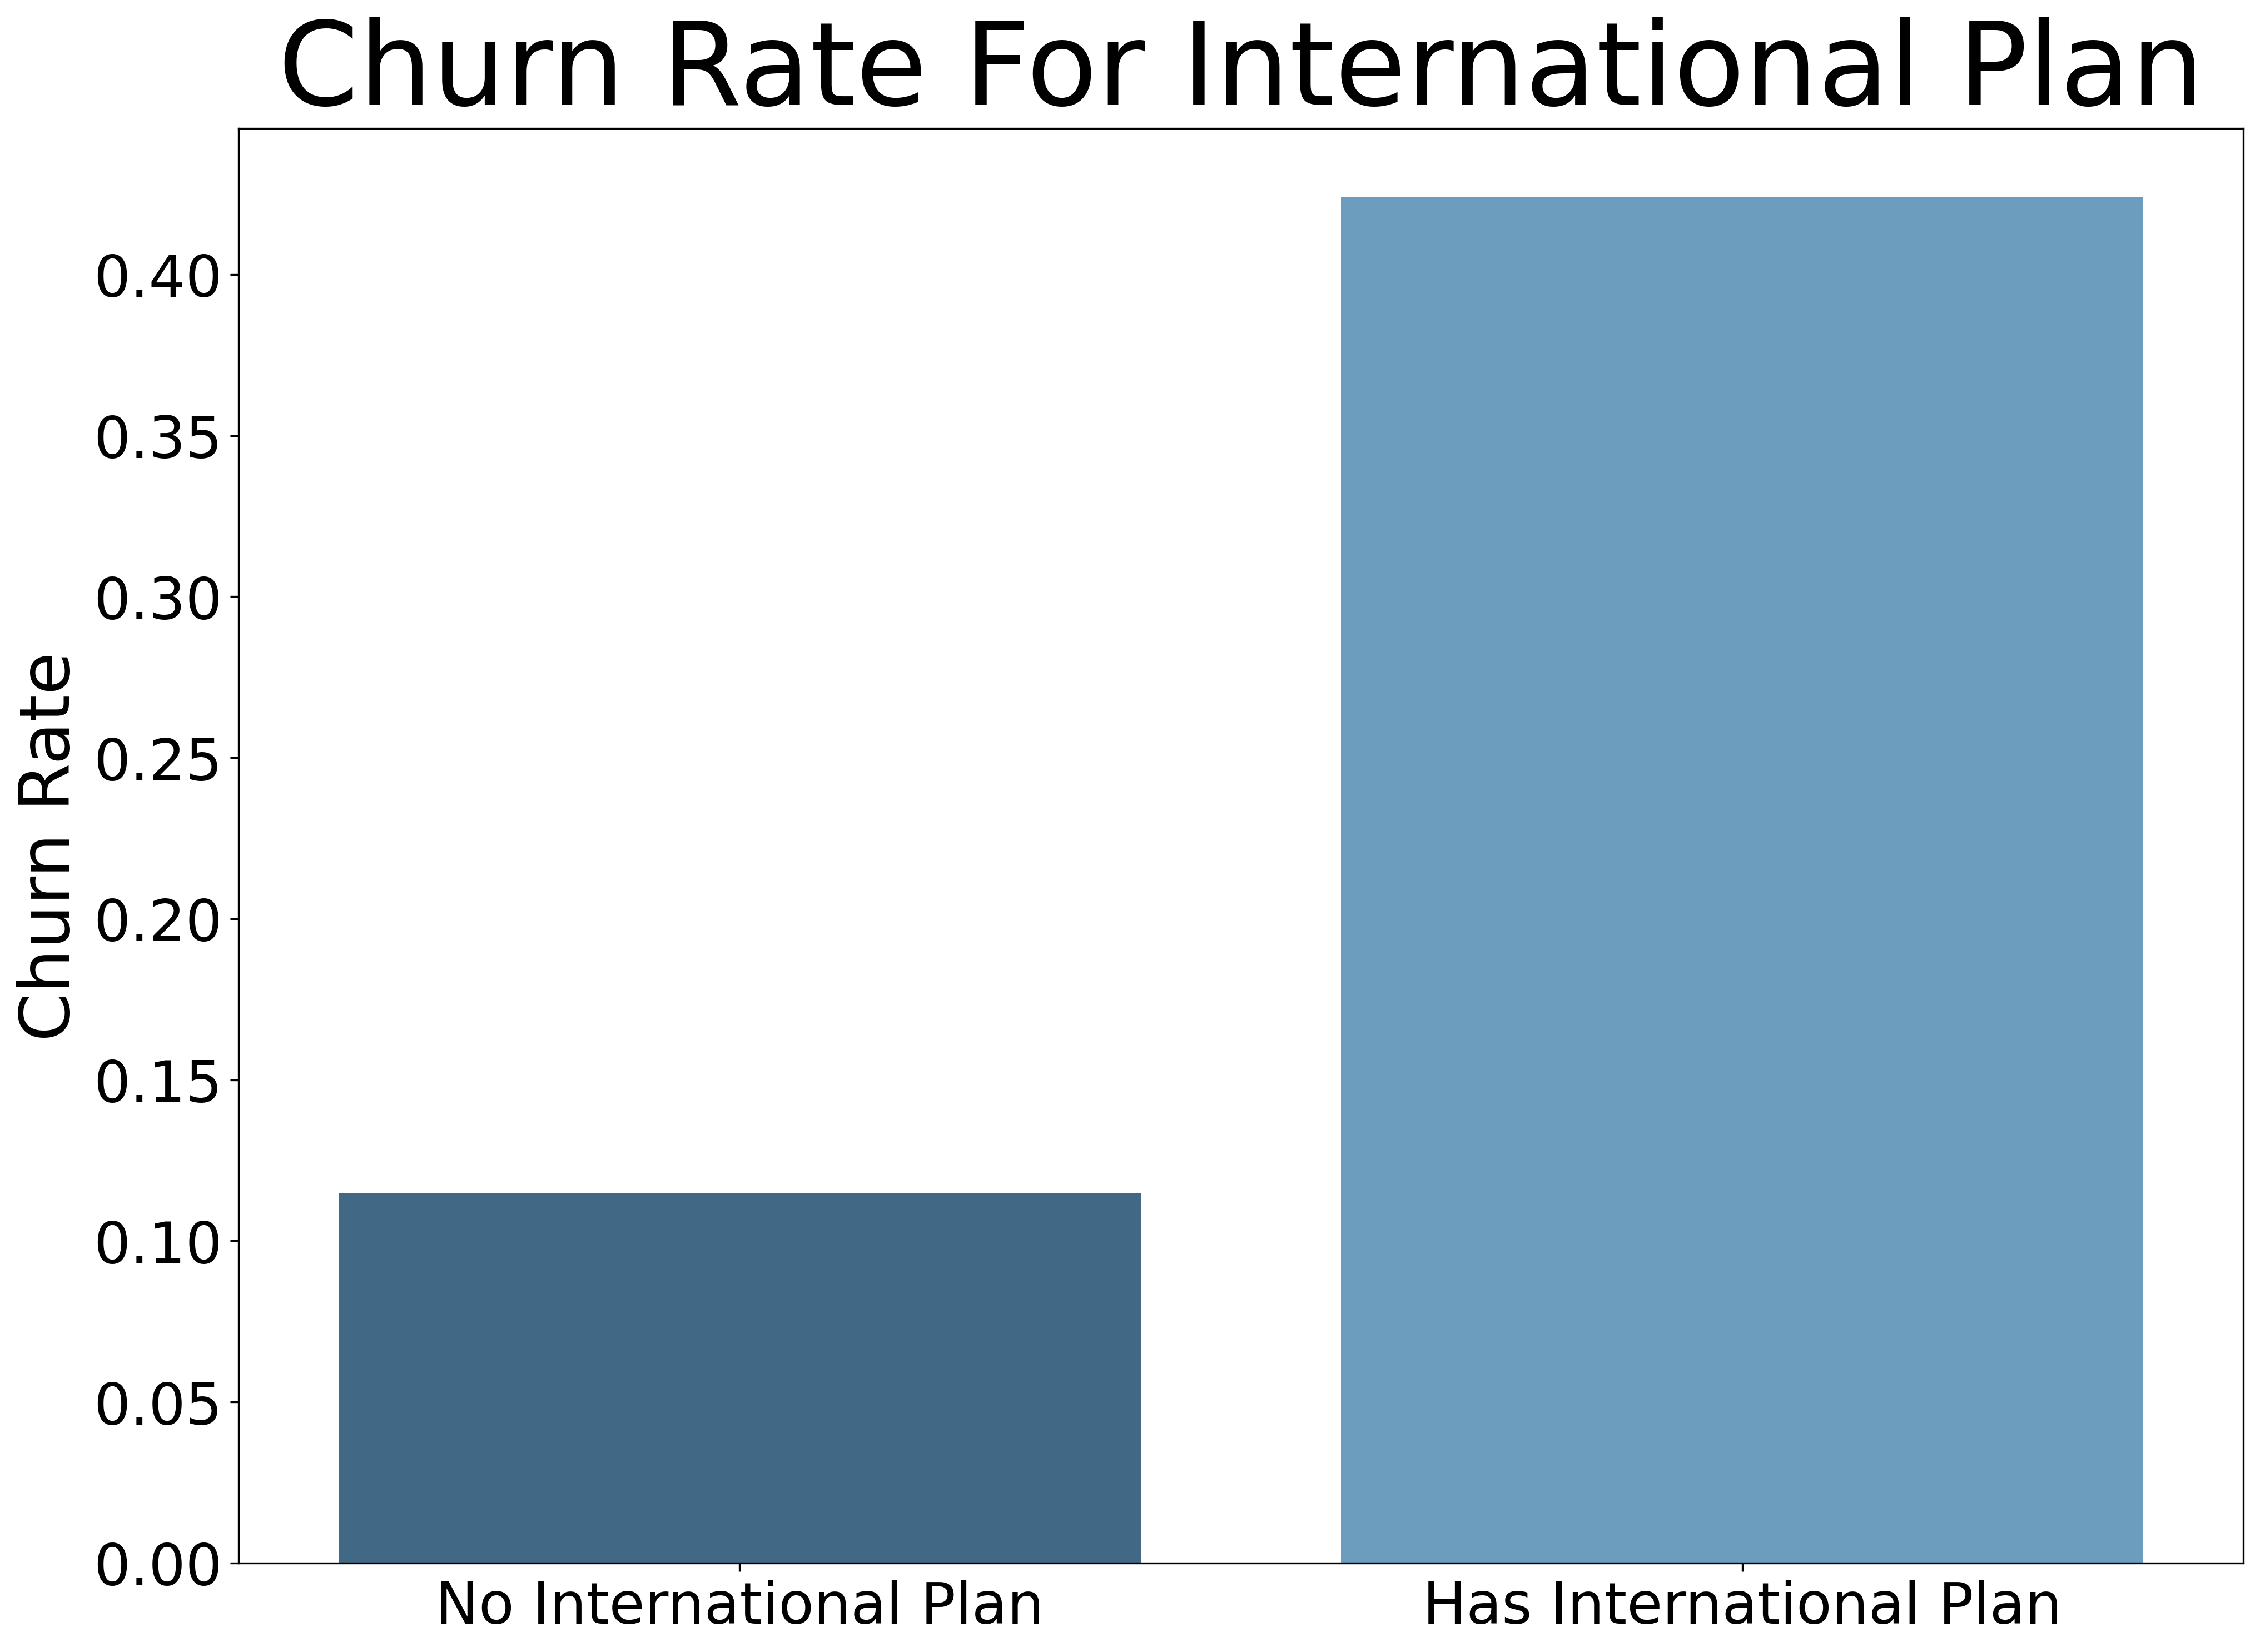 Churn Rate For International Plan
Churn Rate
0.40
0.35
0.30
0.25
0.20
0.15
0.10
0.05
0.00
No International Plan
Has International Plan